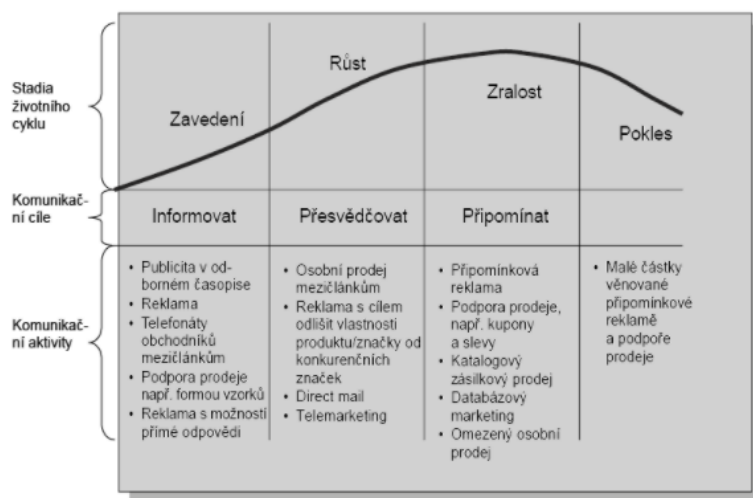 Stadia
životního
cyklu
Zavedení
Růst
Zralost
Pokles
Komunikač-
ní cíle
Informovat
Přesvědčovat
Připomínat
Komunikač-
ní aktivity
• Publicita v od-
borném časopise
• Reklama
• Telefonáty
obchodníků
mezičlánkům
• Podpora prodeje
např. formou vzorků
• Reklama s možností
přímé odpovědi
• Osobní prodej
mezičlánkům
• Reklama s cílem
odlišit vlastnosti
produktu/značky od
konkurenčních
značek
• Direct mail
• Telemarketing
• Připomínková
reklama
• Podpora prodeje,
např. kupony
a slevy
• Katalogový
zásilkový prodej
• Databázový
marketing
• Omezený osobní
prodej
• Malé částky
věnované
připomínkové
reklamě
a podpoře
prodeje